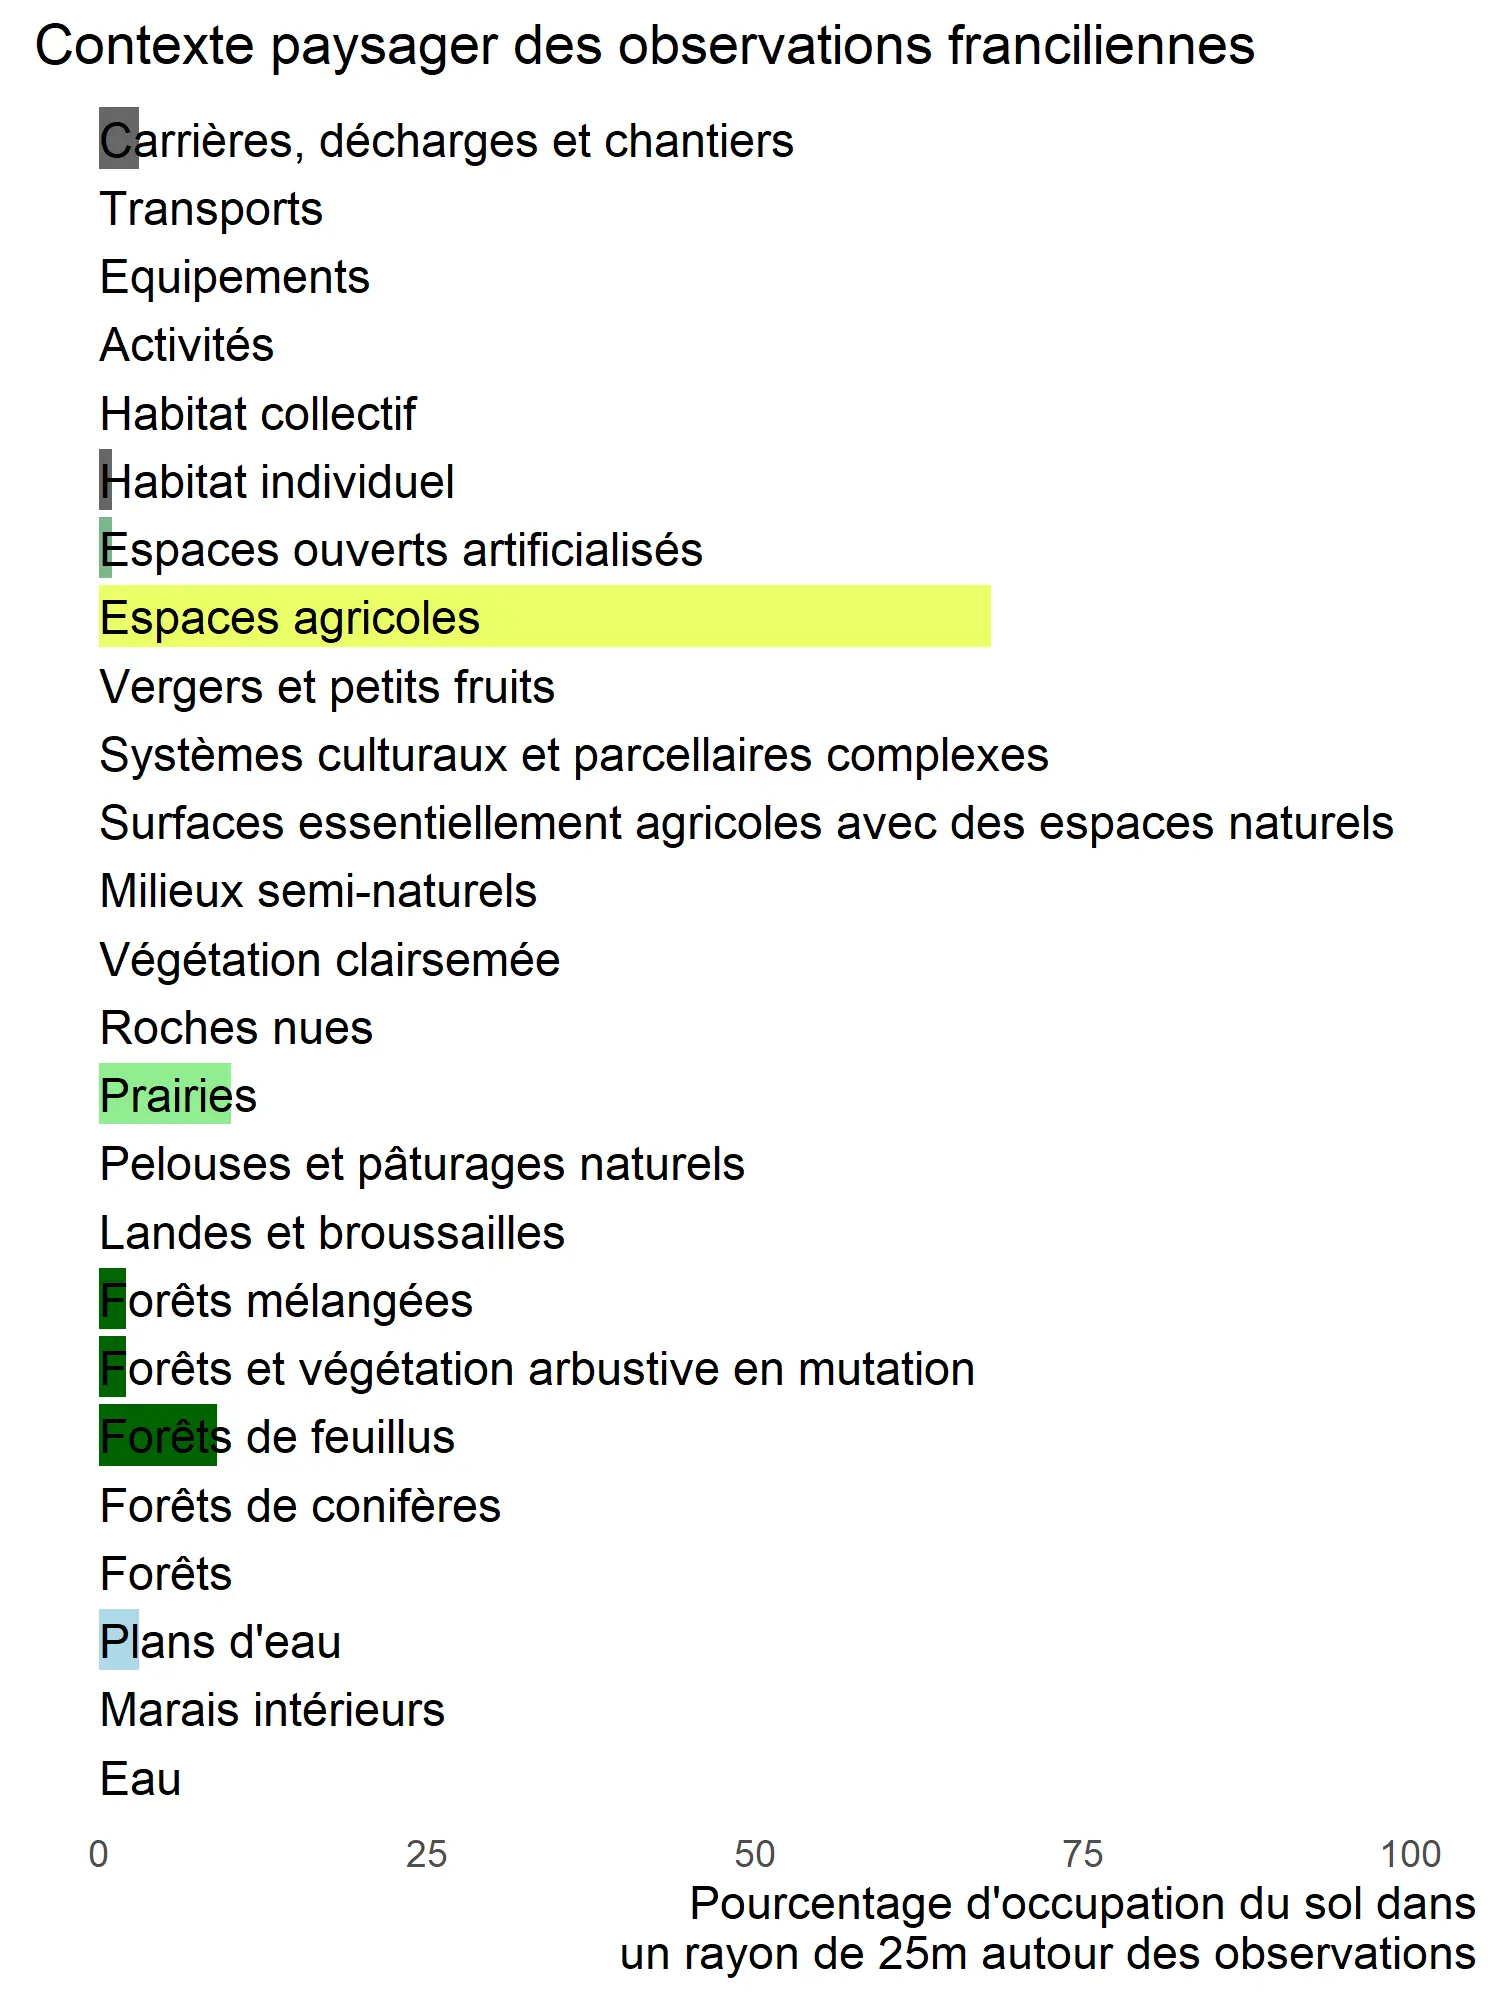 Contexte paysager des observations franciliennes
Carrières, décharges et chantiers
Transports
Equipements
Activités
Habitat collectif
Habitat individuel
Espaces ouverts artificialisés
Espaces agricoles
Vergers et petits fruits
Systèmes culturaux et parcellaires complexes
Surfaces essentiellement agricoles avec des espaces naturels
Milieux semi-naturels
Végétation clairsemée
Roches nues
Prairies
Pelouses et pâturages naturels
Landes et broussailles
Forêts mélangées
Forêts et végétation arbustive en mutation
Forêts de feuillus
Forêts de conifères
Forêts
Plans d'eau
Marais intérieurs
Eau
0 25 50 75 100
Pourcentage d'occupation du sol dans
un rayon de 25m autour des observations